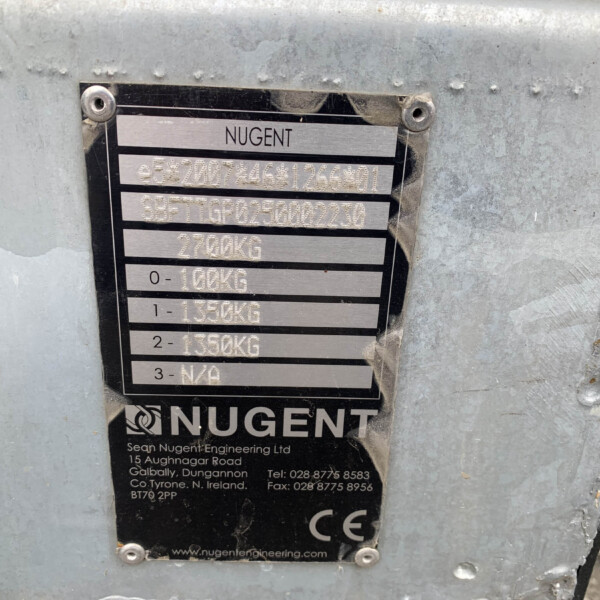 NUGENT
e5*2007*46*1266*01
2700KG
0- 100KG
1- 1350KG
2- 1350KG
3- N/A
NUGENT
Sean Nugent Engineering Ltd
15 Aughnagar Road
Galbally, Dungannon Tel: 028 8775 8583
Co Tyrone. N. Ireland. Fax: 028 8775 8956
BT70 2PP
CE
www.nugentengineering.com